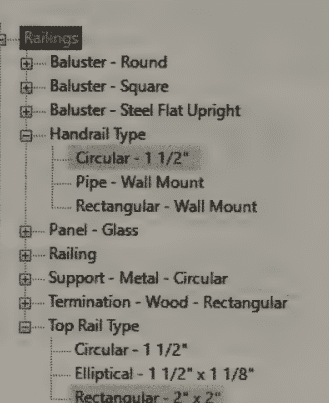 Railings
Baluster - Round
Baluster - Square
Baluster - Steel Flat Upright
Handrail Type
Circular - 1 1/2"
Pipe - Wall Mount
Rectangular - Wall Mount
Panel - Glass
Railing
Support - Metal - Circular
Termination - Wood - Rectangular
Top Rail Type
Circular - 1 1/2"
Elliptical - 1 1/2" x 1 1/8"
Rectangular - 2" x 2"